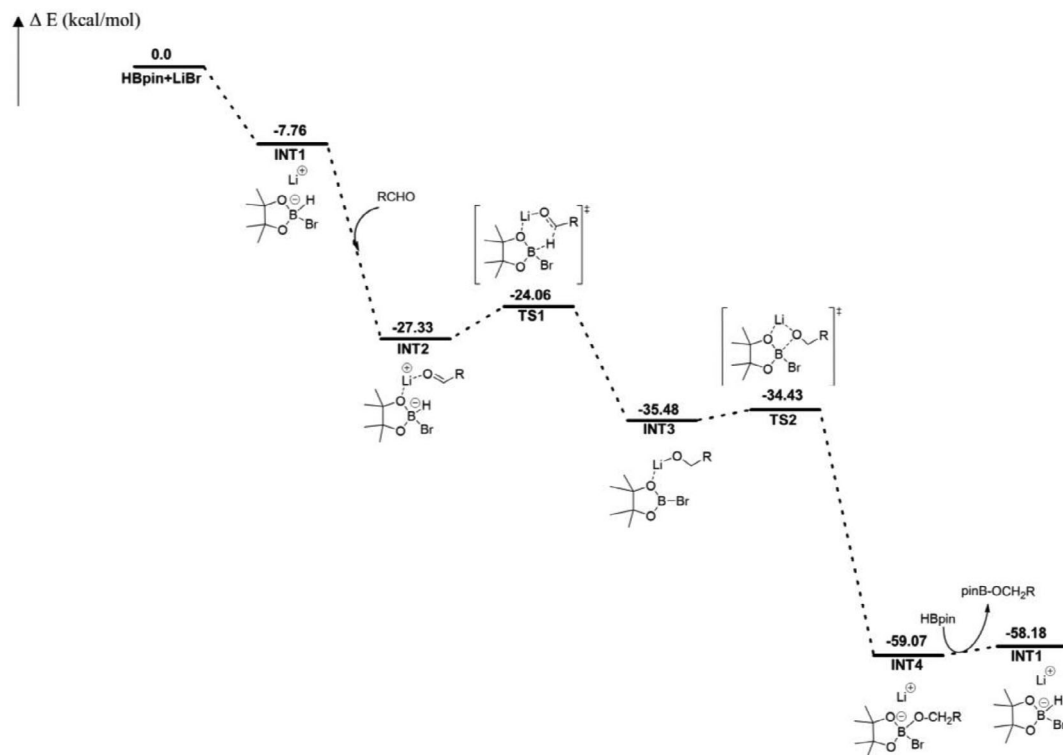 Δ E (kcal/mol)
0.0
HBpin+LiBr
-7.76
INT1
Li⊕
O
⊖
H
B
O
Br
RCHO
‡
Li
O
R
O
H
B
O
Br
-24.06
TS1
-27.33
INT2
⊕
Li
O
R
O
⊖
H
B
O
Br
‡
Li
O
O
R
B
O
Br
-34.43
TS2
-35.48
INT3
Li
O
R
O
B
Br
O
pinB-OCH₂R
HBpin
-59.07
INT4
-58.18
INT1
Li⊕
O
⊖
O-CH₂R
B
O
Br
Li⊕
O
⊖
H
B
O
Br